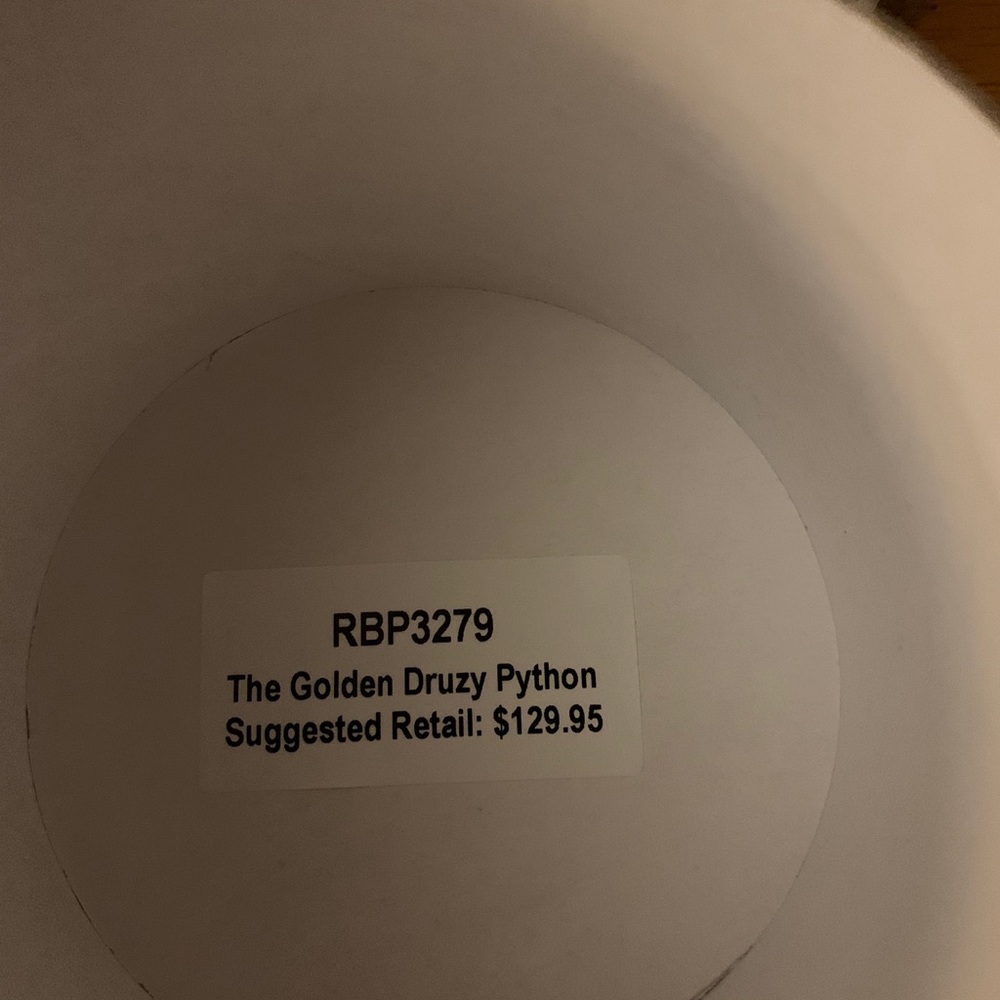 RBP3279
The Golden Druzy Python
Suggested Retail: $129.95